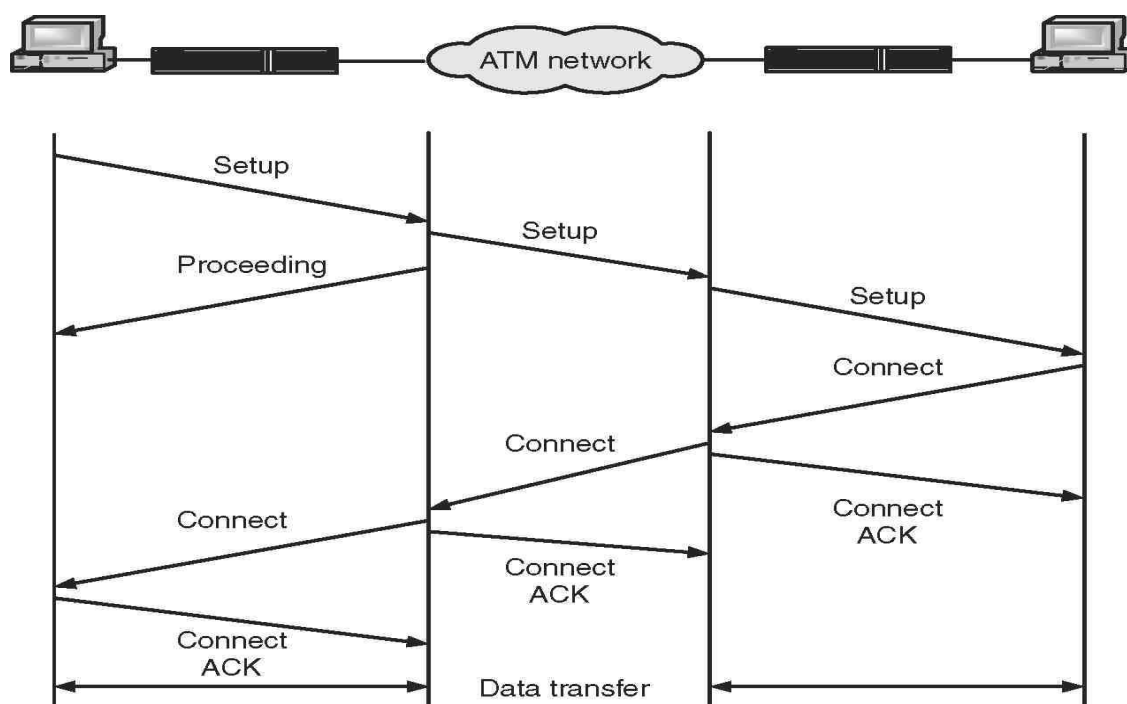 ATM network
Setup
Setup
Proceeding
Setup
Connect
Connect
Connect
ACK
Connect
Connect
ACK
Connect
ACK
Data transfer